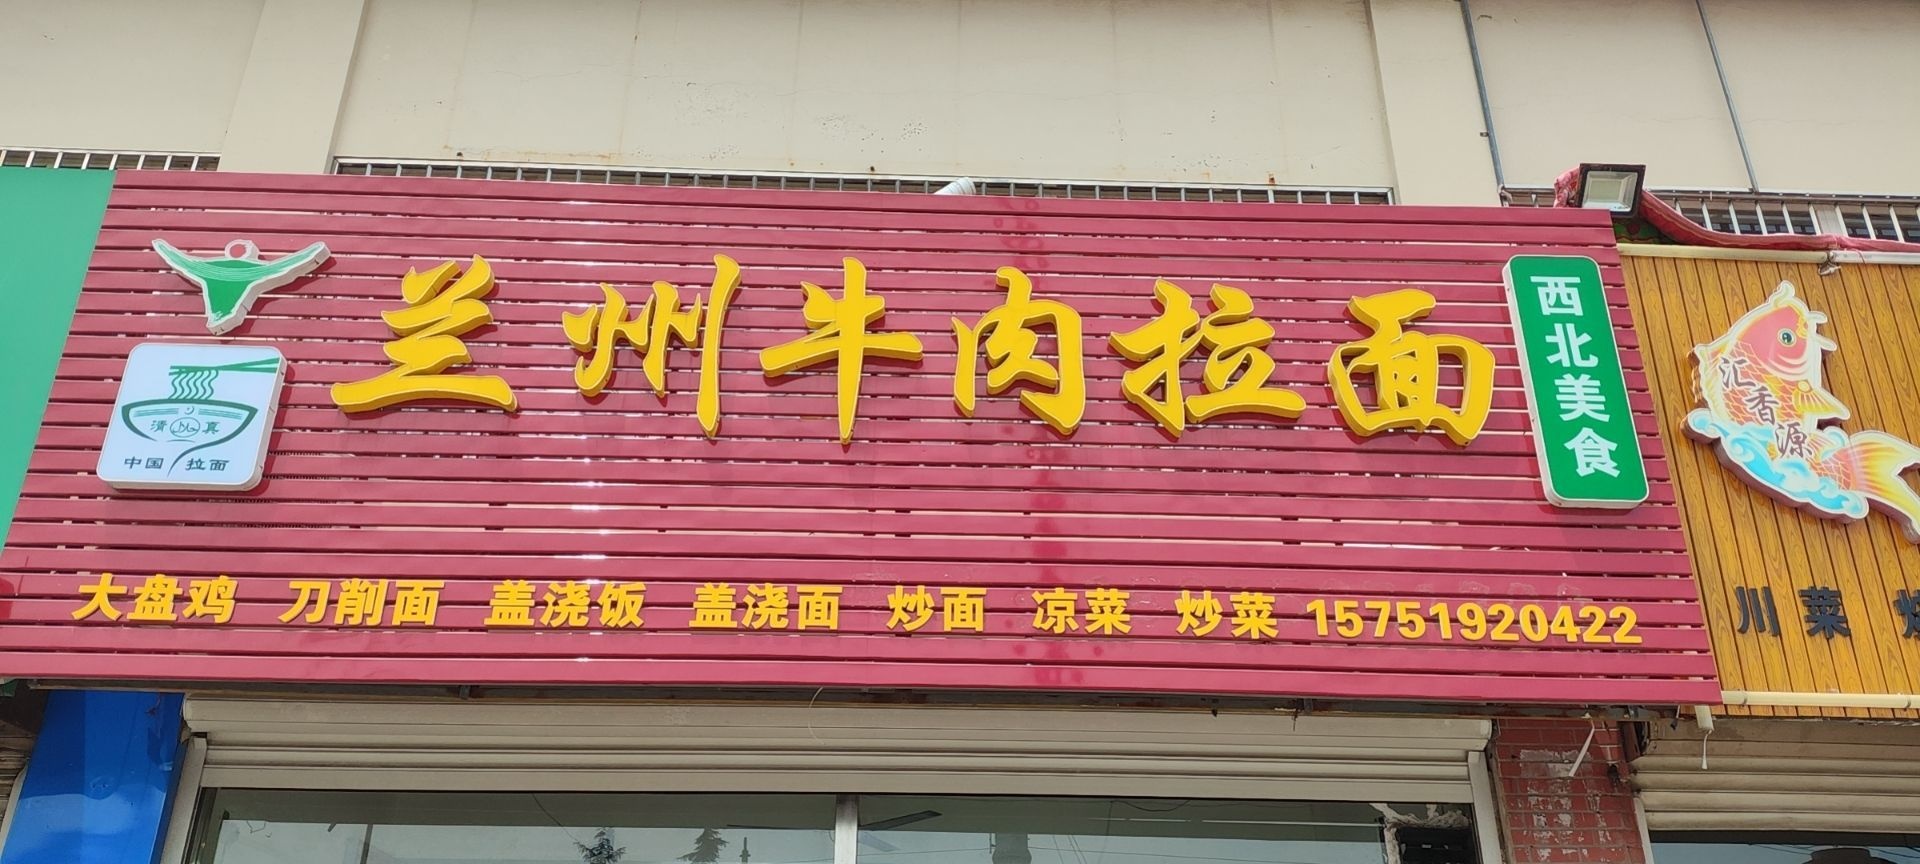 兰州牛肉拉面
西北美食
清真
中国 拉面
大盘鸡 刀削面 盖浇饭 盖浇面 炒面 凉菜 炒菜 15751920422
汇香源
川菜